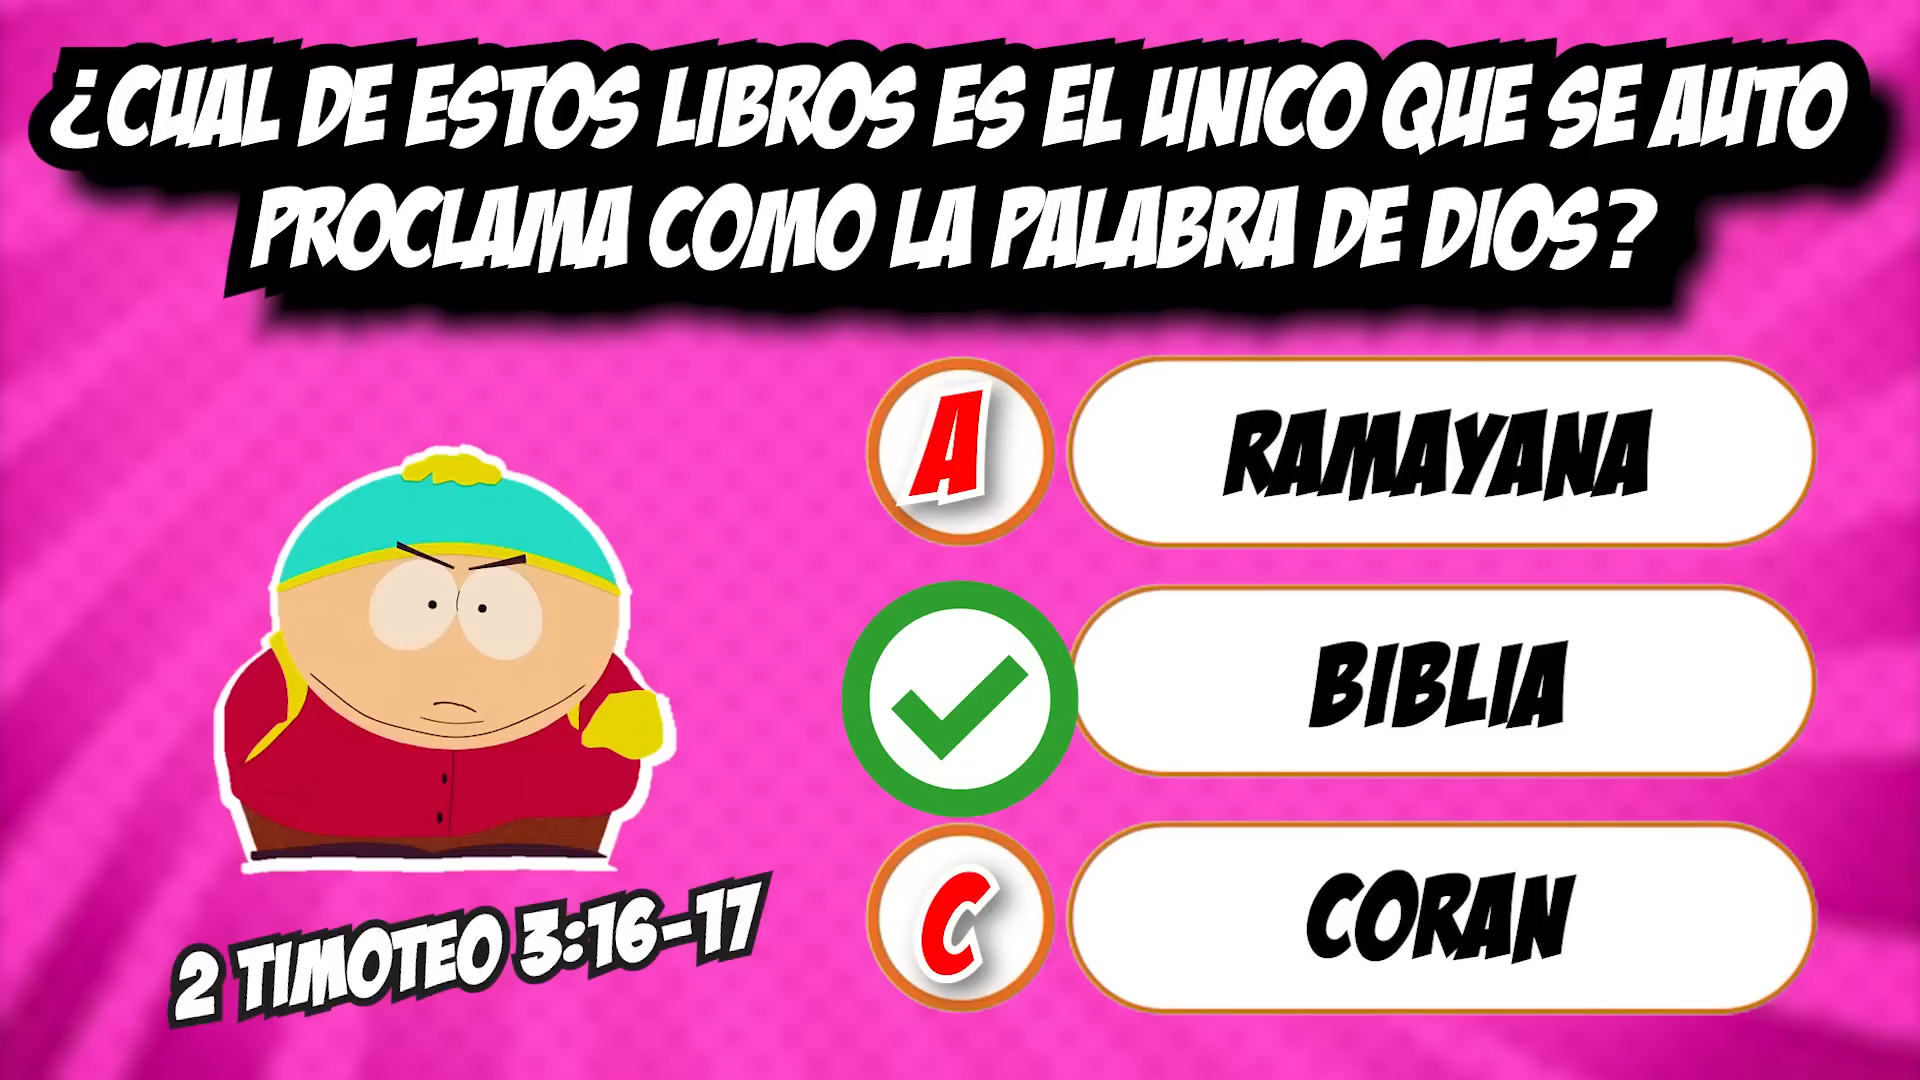 ¿CUAL DE ESTOS LIBROS ES EL UNICO QUE SE AUTO
PROCLAMA COMO LA PALABRA DE DIOS?
A
RAMAYANA
BIBLIA
C
CORAN
2 TIMOTEO 3:16-17